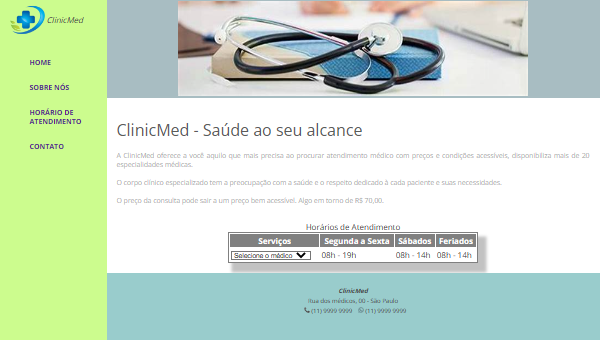 ClinicMed
HOME
SOBRE NÓS
HORÁRIO DE
ATENDIMENTO
CONTATO
ClinicMed - Saúde ao seu alcance
A ClinicMed oferece a você aquilo que mais precisa ao procurar atendimento médico com preços e condições acessíveis, disponibiliza mais de 20
especialidades médicas.
O corpo clínico especializado tem a preocupação com a saúde e o respeito dedicado à cada paciente e suas necessidades.
O preço da consulta pode sair a um preço bem acessível. Algo em torno de R$ 70,00.
Horários de Atendimento
Serviços Segunda a Sexta Sábados Feriados
Selecione o médico 08h - 19h 08h - 14h 08h - 14h
ClinicMed
Rua dos médicos, 00 - São Paulo
(11) 9999 9999 (11) 9999 9999